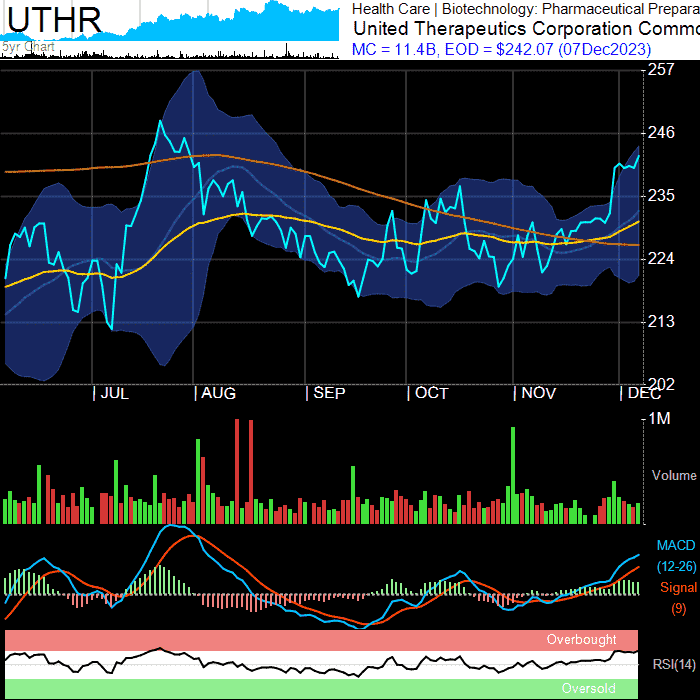 UTHR
5yr Chart
Health Care | Biotechnology: Pharmaceutical Prepara
United Therapeutics Corporation Commo
MC = 11.4B, EOD = $242.07 (07Dec2023)
257
246
235
224
213
202
JUL AUG SEP OCT NOV DEC
1M
Volume
MACD
(12-26)
Signal
(9)
Overbought
RSI(14)
Oversold